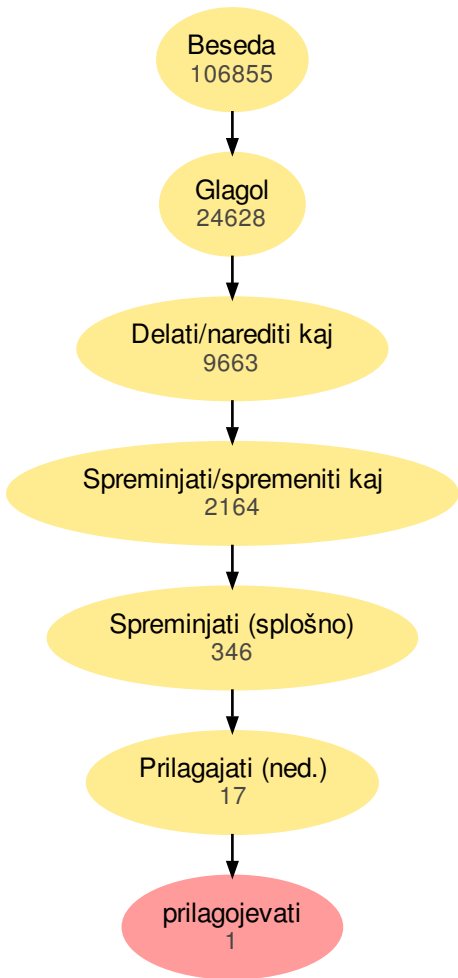 Beseda
106855
Glagol
24628
Delati/narediti kaj
9663
Spreminjati/spremeniti kaj
2164
Spreminjati (splošno)
346
Prilagajati (ned.)
17
prilagojevati
1